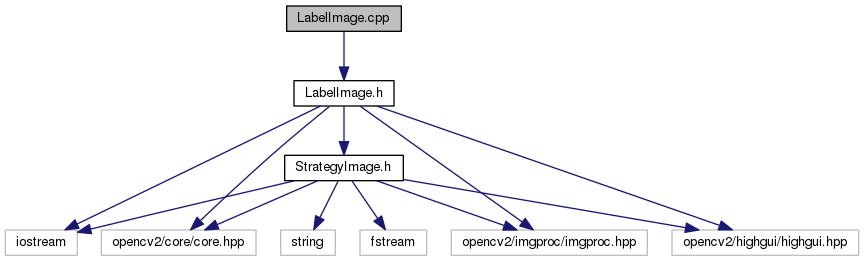 LabelImage.cpp
LabelImage.h
StrategyImage.h
iostream
opencv2/core/core.hpp
string
fstream
opencv2/imgproc/imgproc.hpp
opencv2/highgui/highgui.hpp